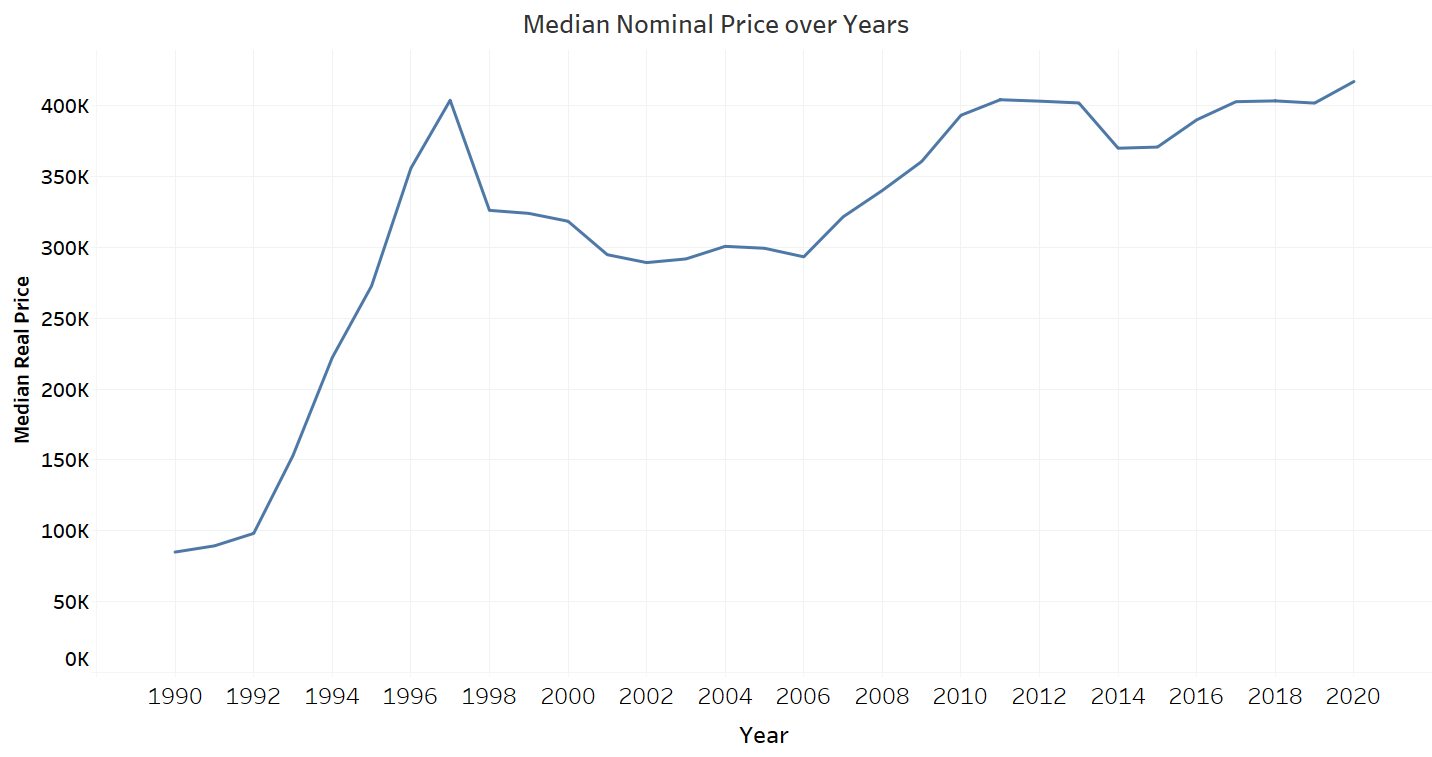 Median Nominal Price over Years
Median Real Price
400K
350K
300K
250K
200K
150K
100K
50K
0K
1990 1992 1994 1996 1998 2000 2002 2004 2006 2008 2010 2012 2014 2016 2018 2020
Year